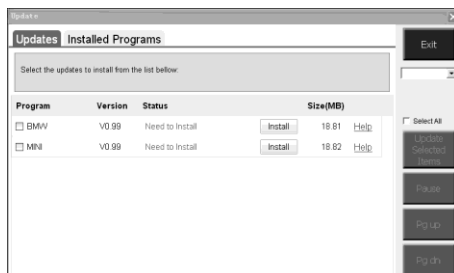 Update
Updates Installed Programs
Exit
Select the updates to install from the list bellow:
Program Version Status Size(MB)
Select All
BMW V0.99 Need to Install Install 18.81 Help
MINI V0.99 Need to Install Install 18.82 Help
Update
Selected
Items
Pause
Pg up
Pg dn